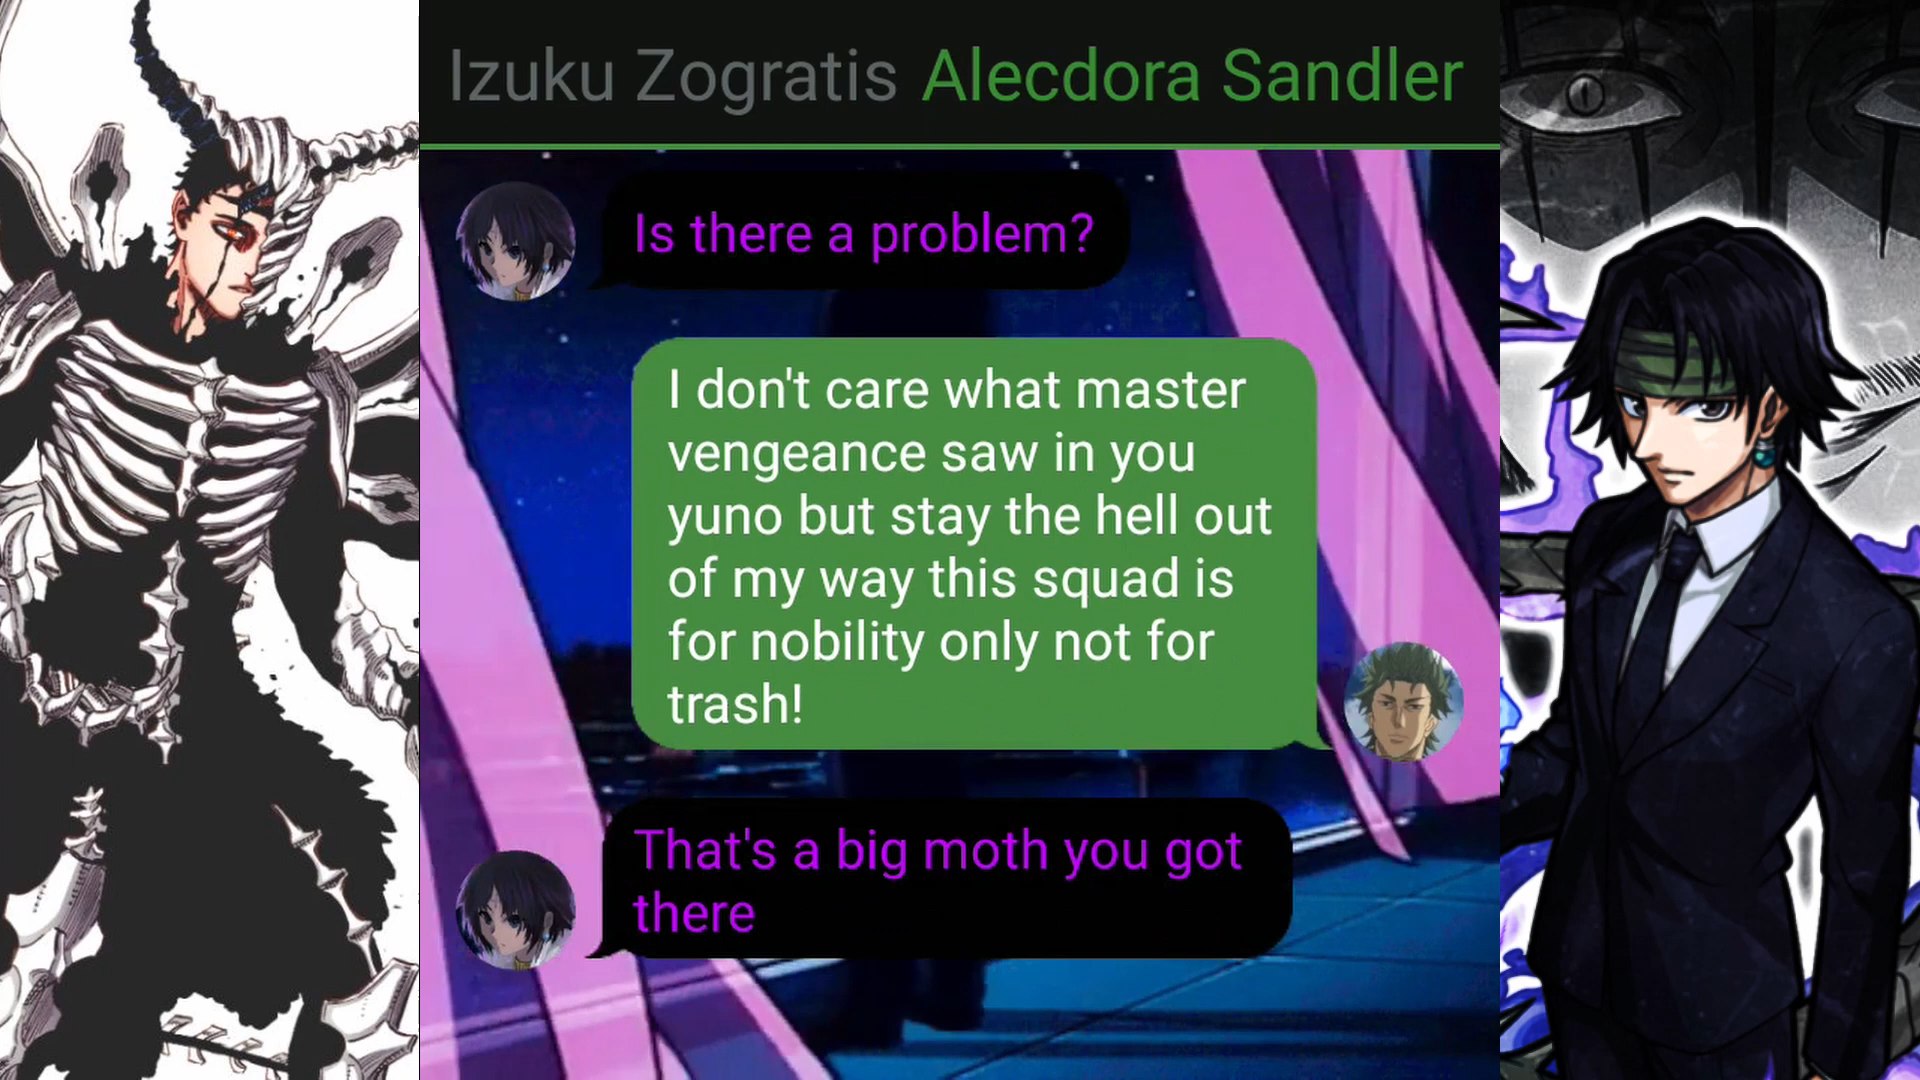 Izuku Zogratis Alecdora Sandler
Is there a problem?
I don't care what master
vengeance saw in you
yuno but stay the hell out
of my way this squad is
for nobility only not for
trash!
That's a big moth you got
there